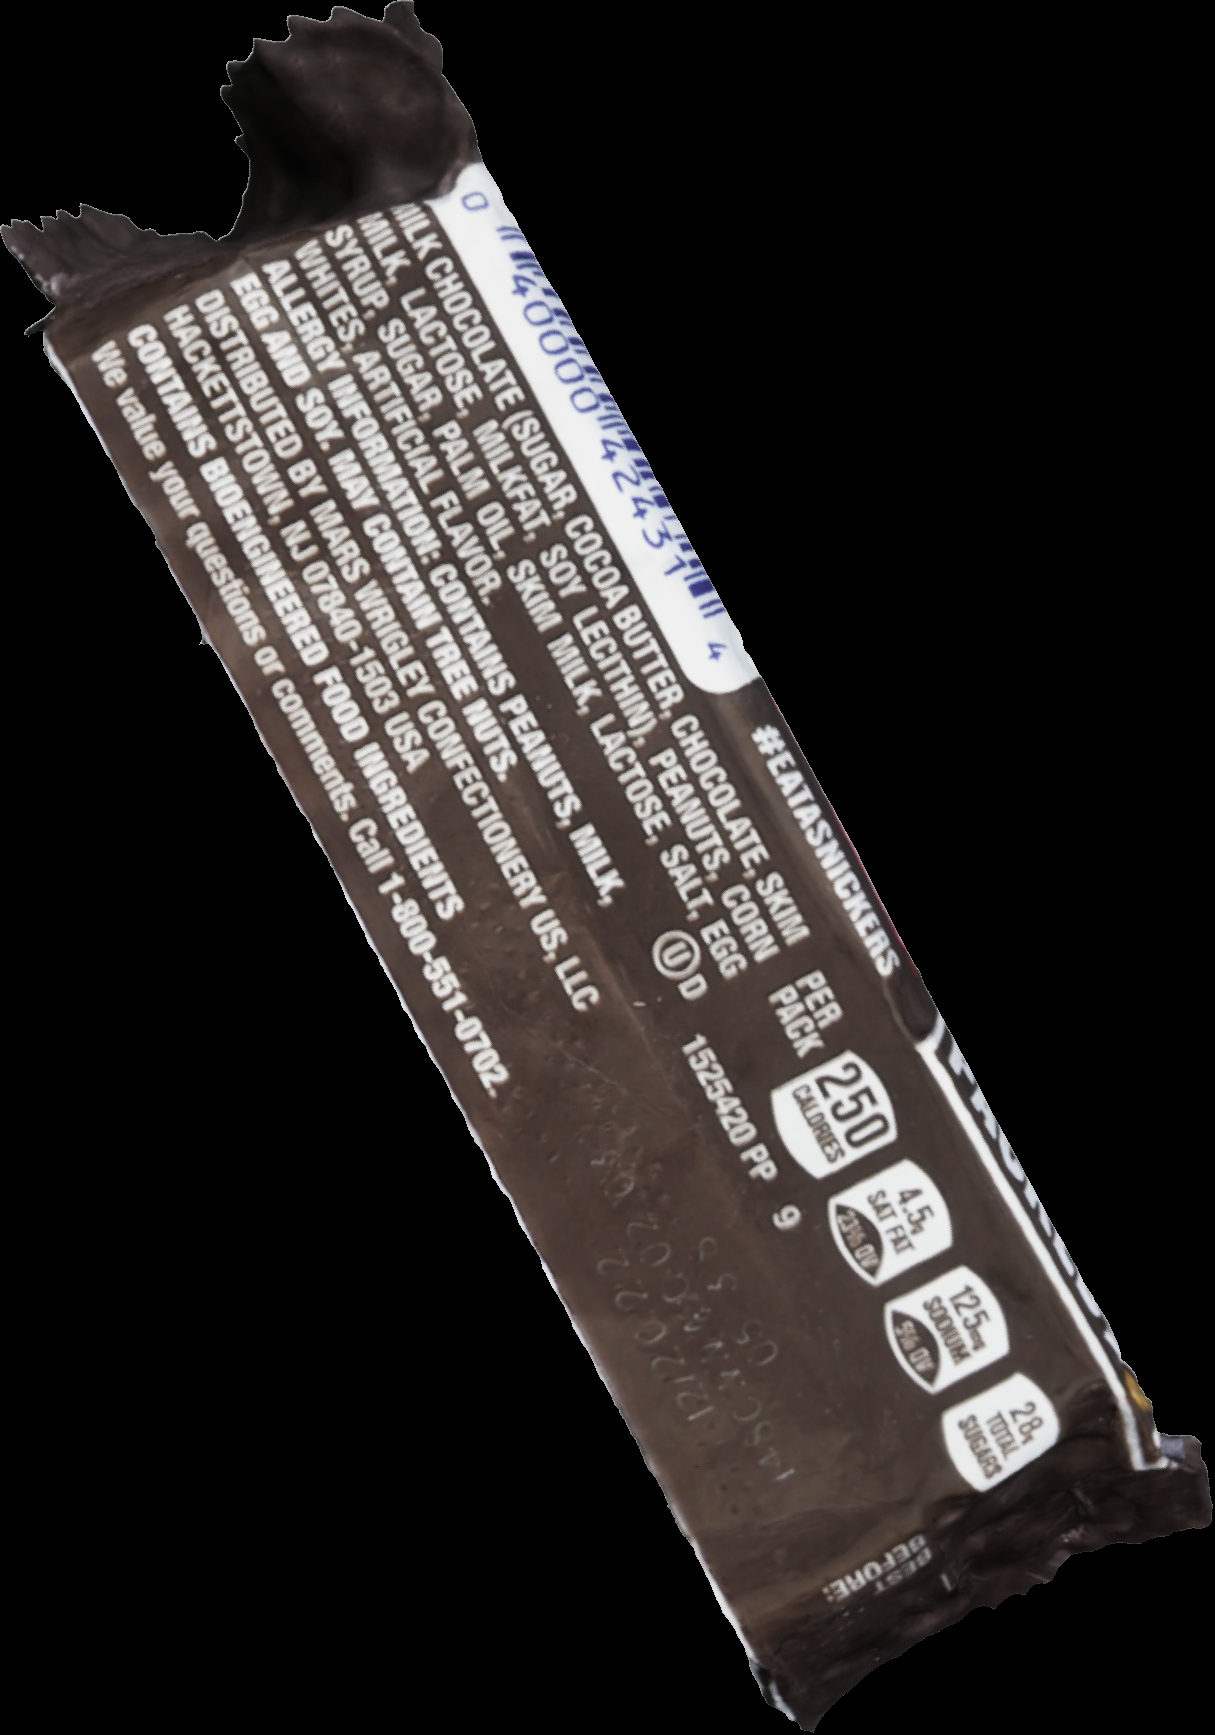 0 40000 42431 4
#EATASNICKERS
MILK CHOCOLATE (SUGAR, COCOA BUTTER, CHOCOLATE, SKIM
MILK, LACTOSE, MILKFAT, SOY LECITHIN), PEANUTS, CORN
SYRUP, SUGAR, PALM OIL, SKIM MILK, LACTOSE, SALT, EGG
WHITES, ARTIFICIAL FLAVOR.
ALLERGY INFORMATION: CONTAINS PEANUTS, MILK,
EGG AND SOY. MAY CONTAIN TREE NUTS.
DISTRIBUTED BY MARS WRIGLEY CONFECTIONERY US, LLC
HACKETTSTOWN, NJ 07840-1503 USA
CONTAINS BIOENGINEERED FOOD INGREDIENTS
We value your questions or comments. Call 1-800-551-0702.
U D
1525420 PP 9
PER
PACK
250
CALORIES
4.5g
SAT FAT
23% DV
125mg
SODIUM
5% DV
28g
TOTAL
SUGARS
BEST
BEFORE: